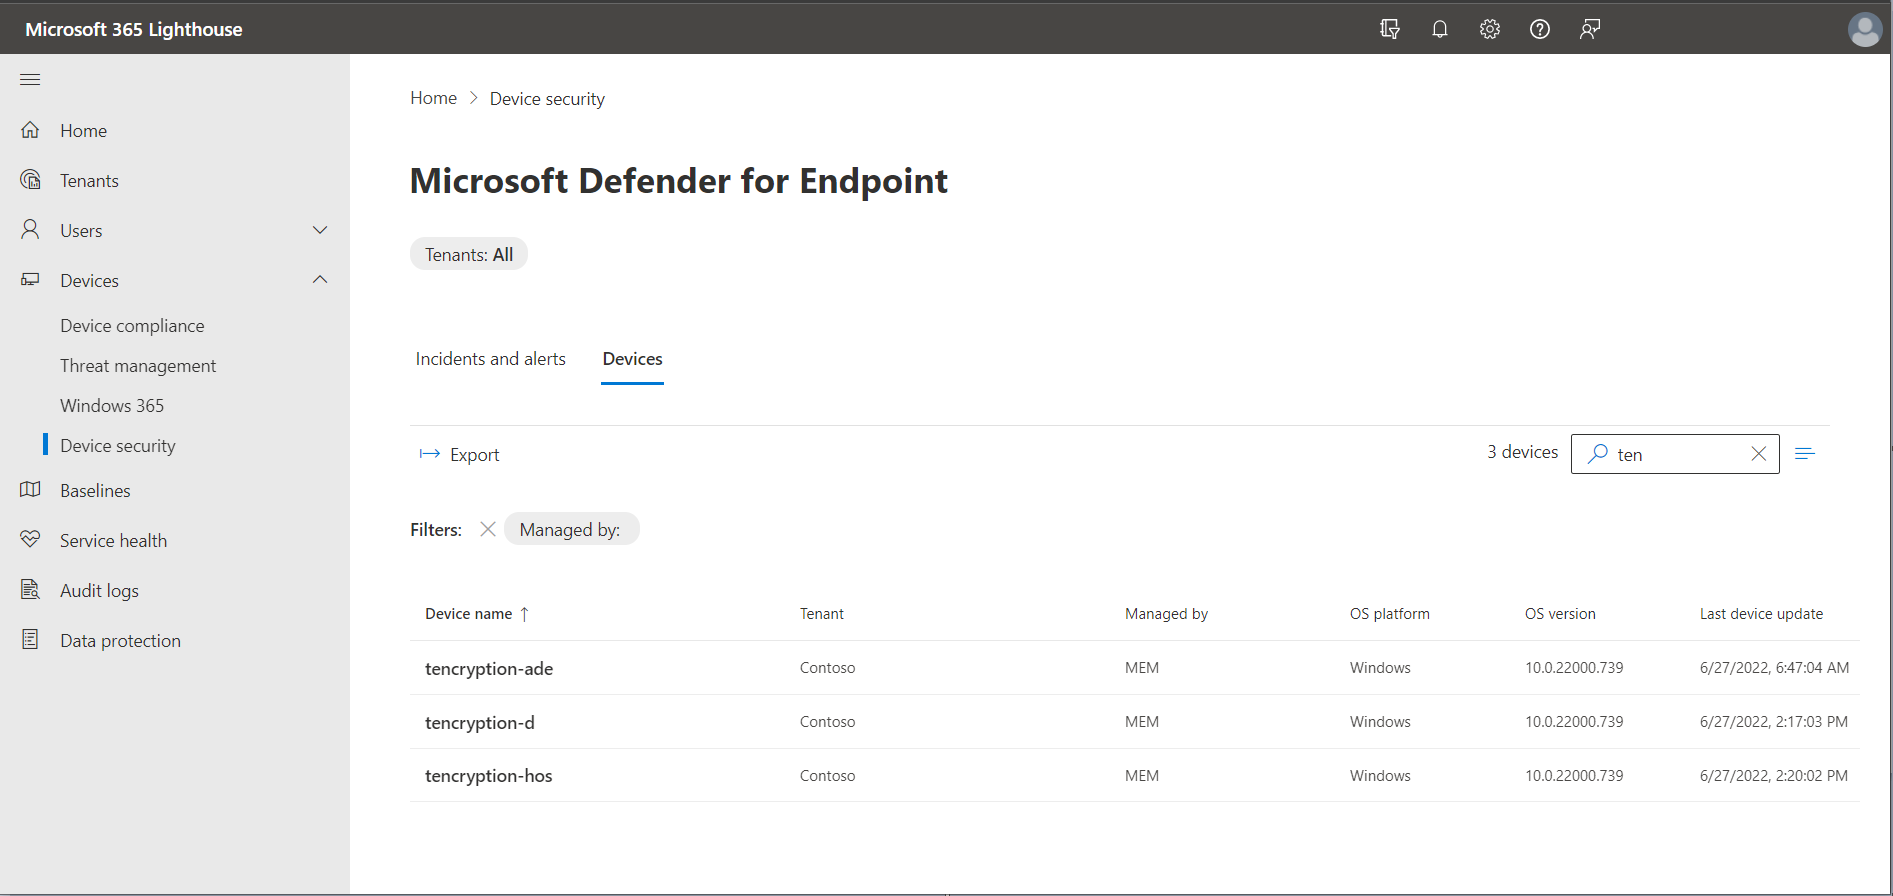 Microsoft 365 Lighthouse
Home
Tenants
Users
Devices
Device compliance
Threat management
Windows 365
Device security
Baselines
Service health
Audit logs
Data protection
Home > Device security
Microsoft Defender for Endpoint
Tenants: All
Incidents and alerts Devices
Export 3 devices ten
Filters: Managed by:
Device name ↑ Tenant Managed by OS platform OS version Last device update
tencryption-ade Contoso MEM Windows 10.0.22000.739 6/27/2022, 6:47:04 AM
tencryption-d Contoso MEM Windows 10.0.22000.739 6/27/2022, 2:17:03 PM
tencryption-hos Contoso MEM Windows 10.0.22000.739 6/27/2022, 2:20:02 PM